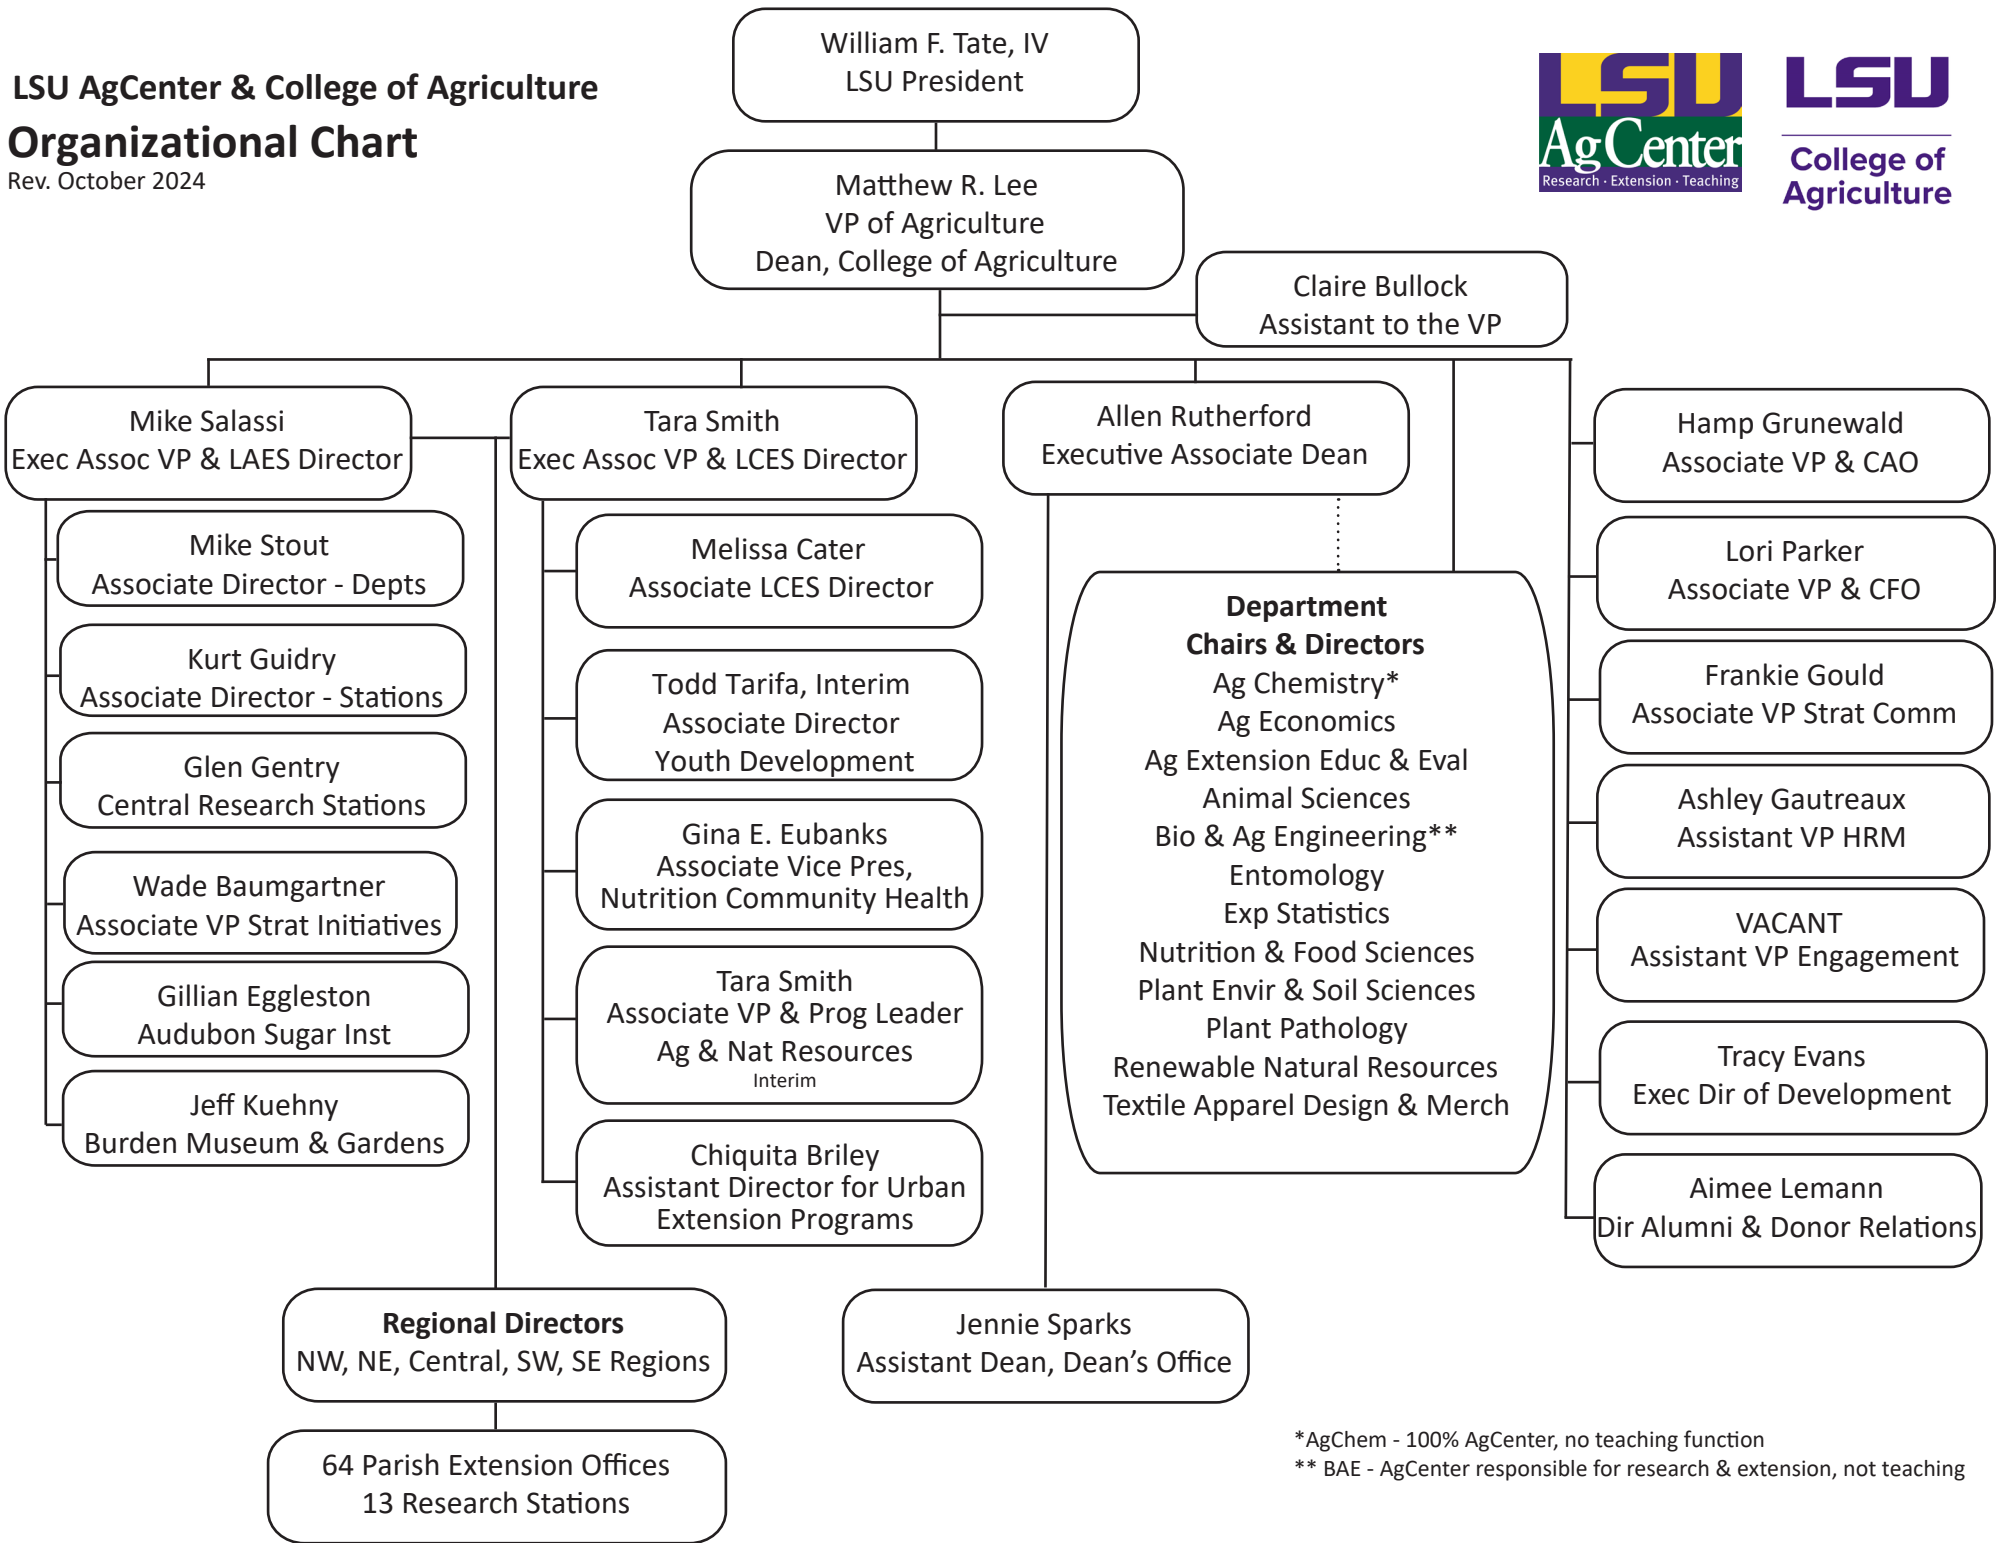 LSU AgCenter & College of Agriculture
Organizational Chart
Rev. October 2024
William F. Tate, IV
LSU President
LSU
AgCenter
Research · Extension · Teaching
LSU
College of
Agriculture
Matthew R. Lee
VP of Agriculture
Dean, College of Agriculture
Claire Bullock
Assistant to the VP
Mike Salassi
Exec Assoc VP & LAES Director
Mike Stout
Associate Director - Depts
Kurt Guidry
Associate Director - Stations
Glen Gentry
Central Research Stations
Wade Baumgartner
Associate VP Strat Initiatives
Gillian Eggleston
Audubon Sugar Inst
Jeff Kuehny
Burden Museum & Gardens
Tara Smith
Exec Assoc VP & LCES Director
Melissa Cater
Associate LCES Director
Todd Tarifa, Interim
Associate Director
Youth Development
Gina E. Eubanks
Associate Vice Pres,
Nutrition Community Health
Tara Smith
Associate VP & Prog Leader
Ag & Nat Resources
Interim
Chiquita Briley
Assistant Director for Urban
Extension Programs
Regional Directors
NW, NE, Central, SW, SE Regions
64 Parish Extension Offices
13 Research Stations
Allen Rutherford
Executive Associate Dean
Department
Chairs & Directors
Ag Chemistry*
Ag Economics
Ag Extension Educ & Eval
Animal Sciences
Bio & Ag Engineering**
Entomology
Exp Statistics
Nutrition & Food Sciences
Plant Envir & Soil Sciences
Plant Pathology
Renewable Natural Resources
Textile Apparel Design & Merch
Jennie Sparks
Assistant Dean, Dean’s Office
Hamp Grunewald
Associate VP & CAO
Lori Parker
Associate VP & CFO
Frankie Gould
Associate VP Strat Comm
Ashley Gautreaux
Assistant VP HRM
VACANT
Assistant VP Engagement
Tracy Evans
Exec Dir of Development
Aimee Lemann
Dir Alumni & Donor Relations
*AgChem - 100% AgCenter, no teaching function
** BAE - AgCenter responsible for research & extension, not teaching